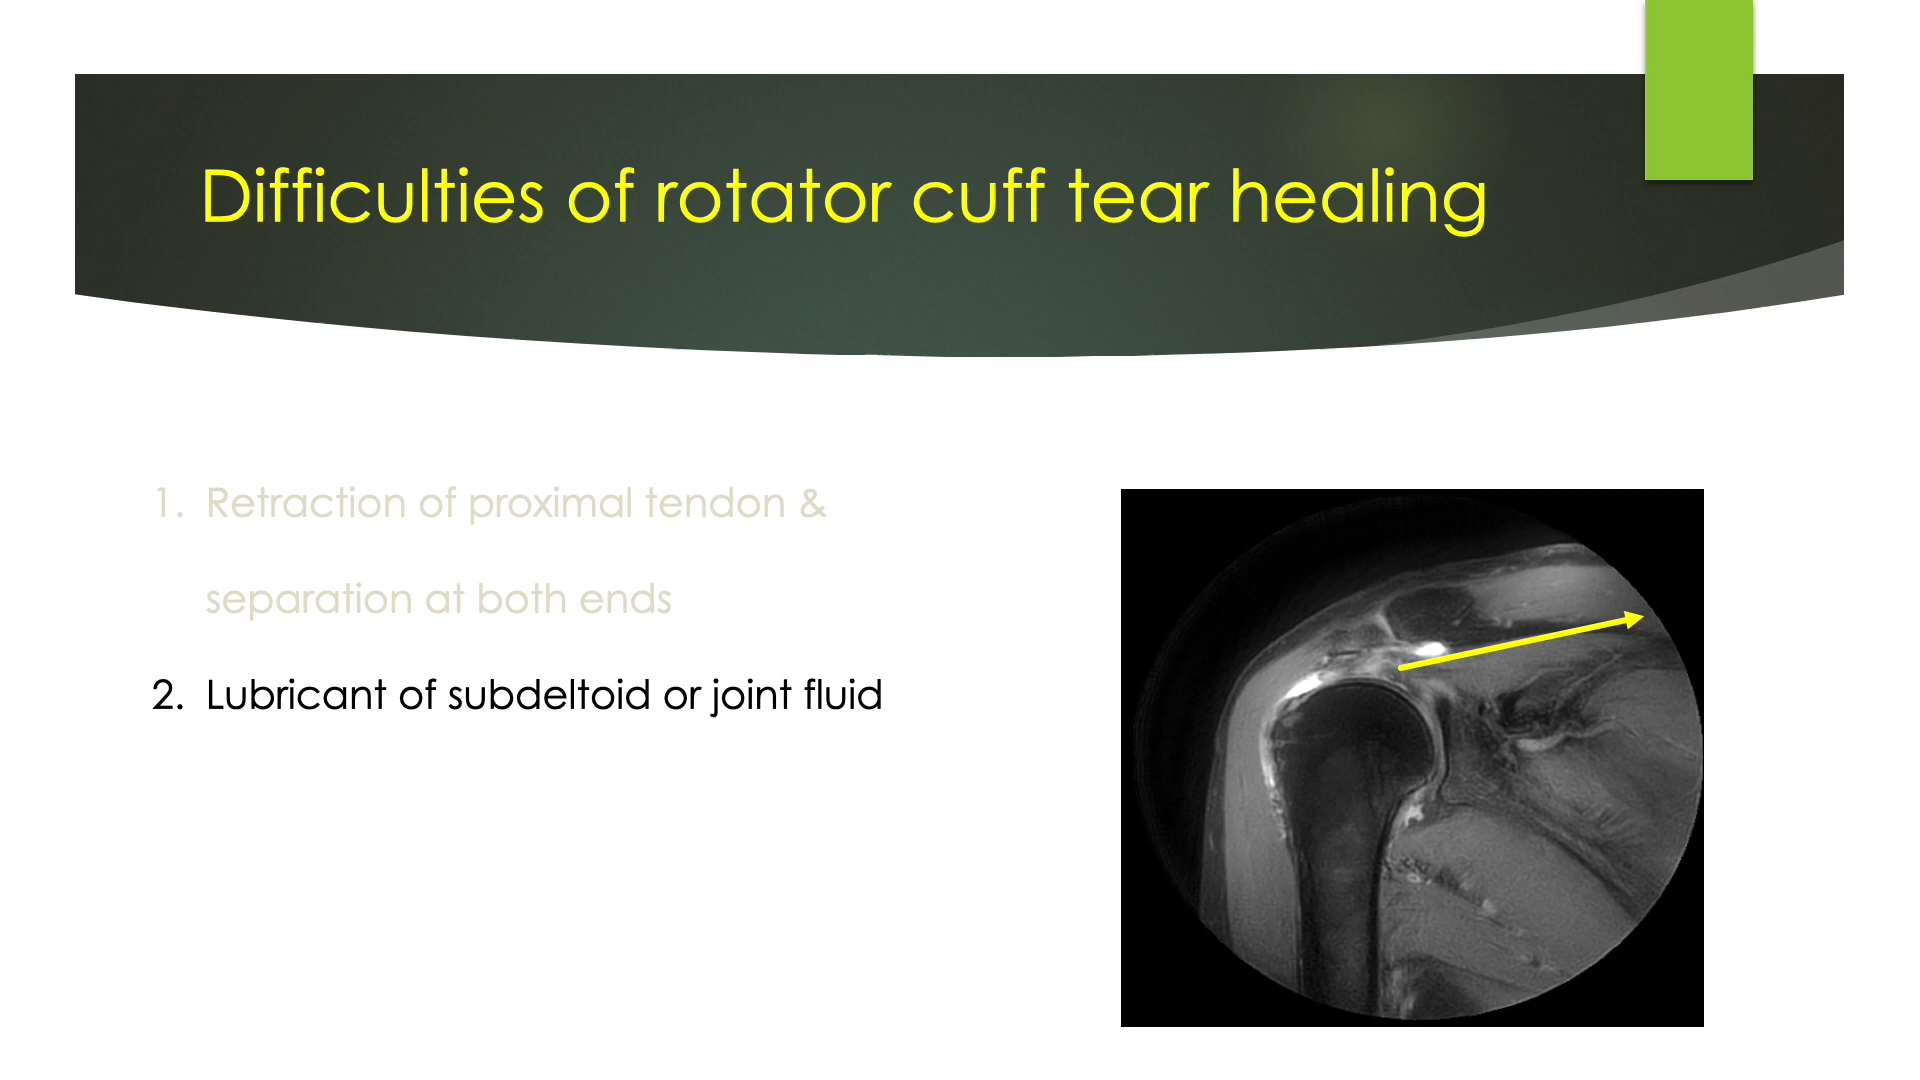 Difficulties of rotator cuff tear healing
1. Retraction of proximal tendon &
separation at both ends
2. Lubricant of subdeltoid or joint fluid